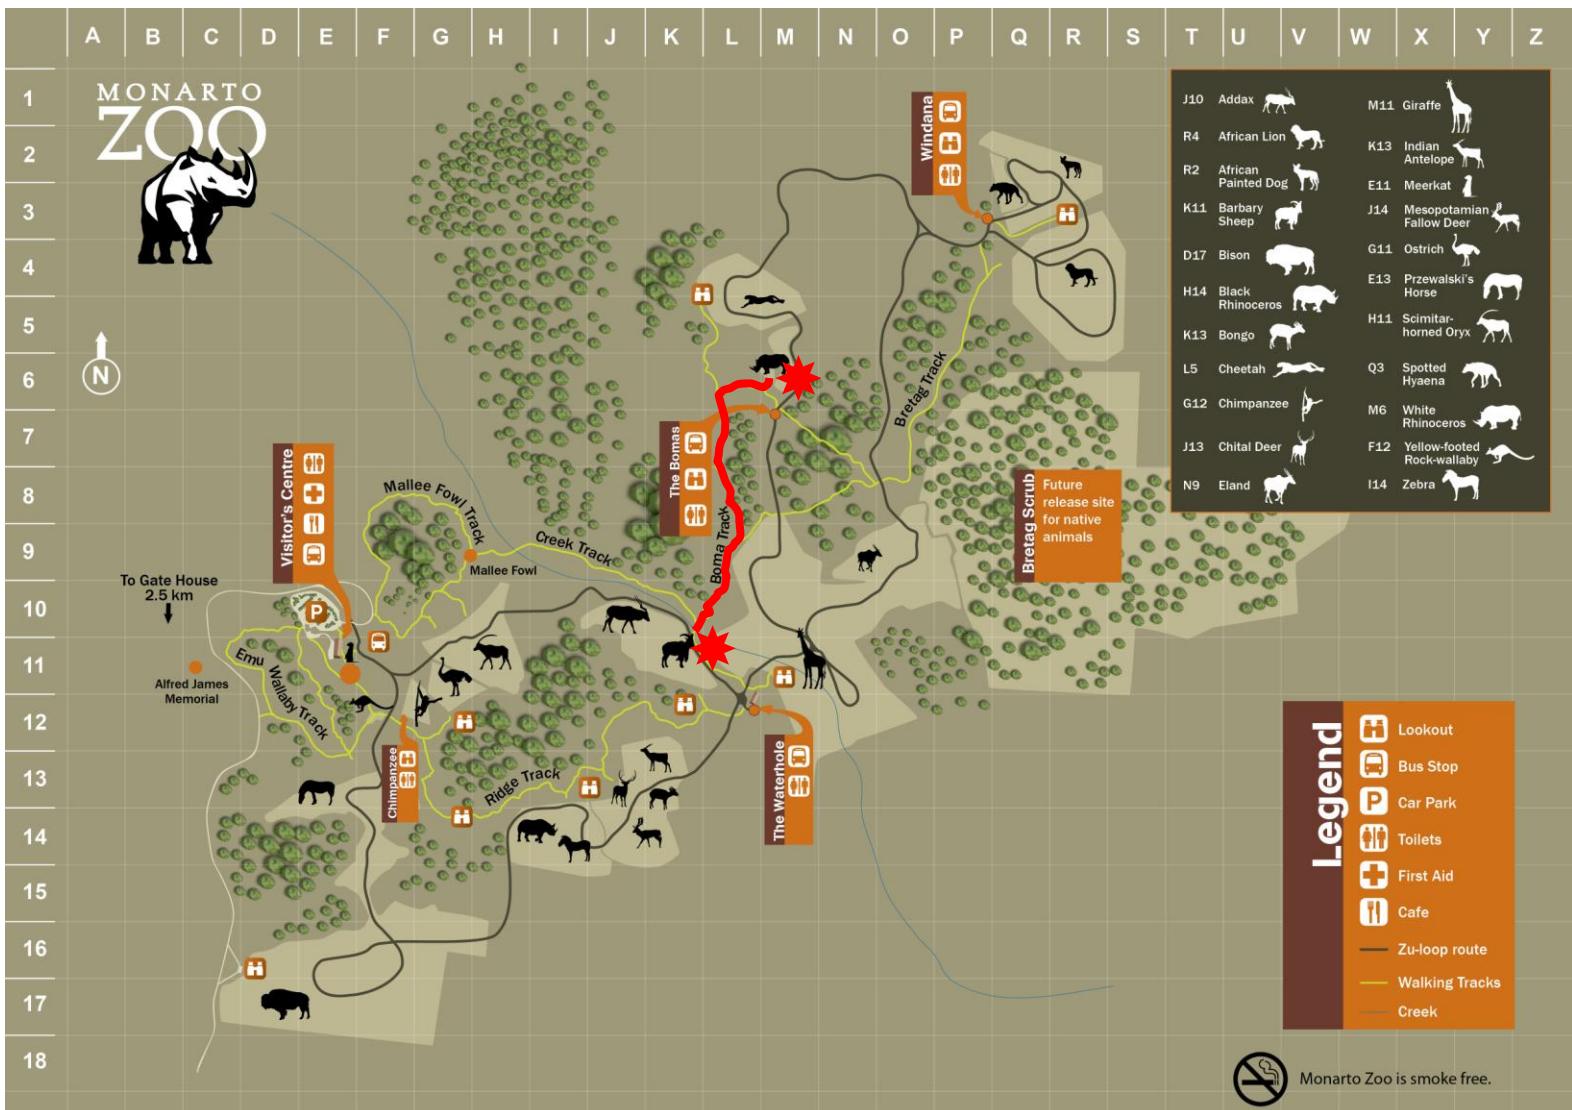 A B C D E F G H I J K L M N O P Q R S T U V W X Y Z
1
2
3
4
5
6
7
8
9
10
11
12
13
14
15
16
17
18
MONARTO
ZOO
N
Windana
The Bomas
Visitor's Centre
Mallee Fowl Track
Mallee Fowl
Creek Track
Boma Track
Bretag Track
Bretag Scrub
Future
release site
for native
animals
To Gate House
2.5 km
P
Alfred James
Memorial
Emu
Wallaby Track
Chimpanzee
Ridge Track
The Waterhole
J10 Addax
R4 African Lion
R2 African
Painted Dog
K11 Barbary
Sheep
D17 Bison
H14 Black
Rhinoceros
K13 Bongo
L5 Cheetah
G12 Chimpanzee
J13 Chital Deer
N9 Eland
M11 Giraffe
K13 Indian
Antelope
E11 Meerkat
J14 Mesopotamian
Fallow Deer
G11 Ostrich
E13 Przewalski's
Horse
H11 Scimitar-
horned Oryx
Q3 Spotted
Hyaena
M6 White
Rhinoceros
F12 Yellow-footed
Rock-wallaby
I14 Zebra
Legend
Lookout
Bus Stop
P Car Park
Toilets
First Aid
Cafe
Zu-loop route
Walking Tracks
Creek
Monarto Zoo is smoke free.